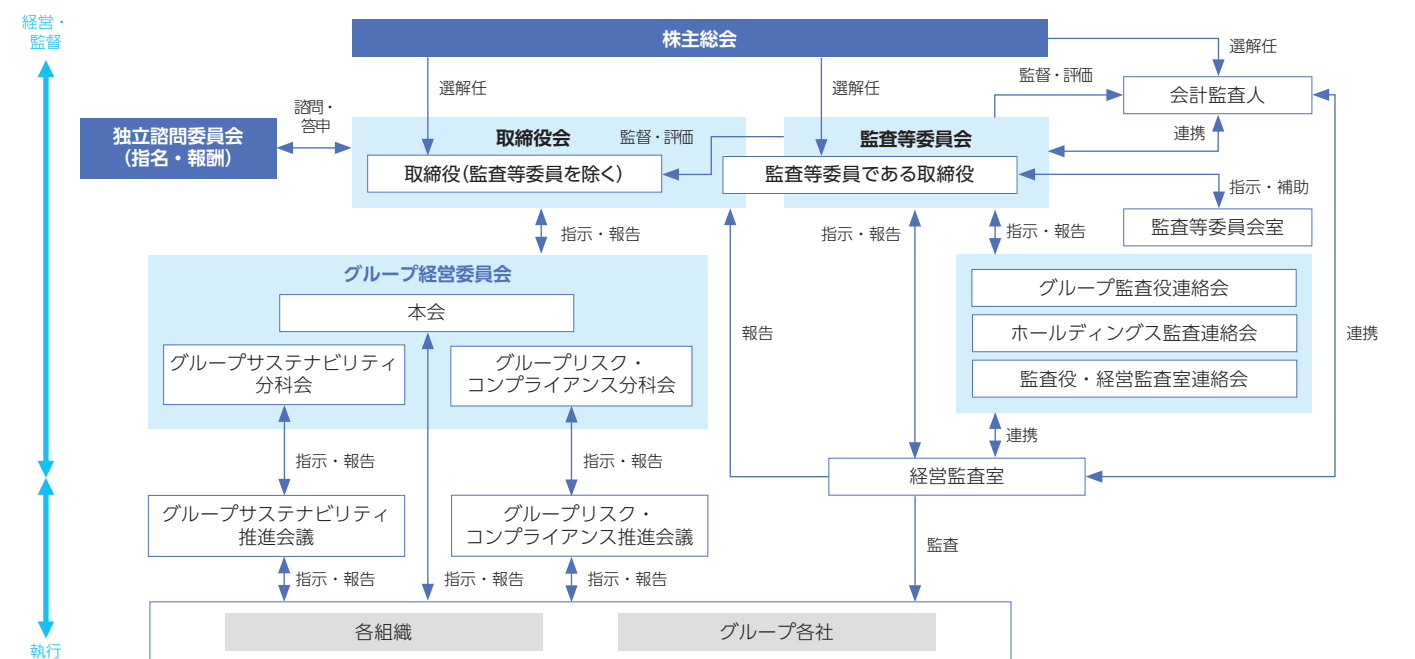 経営・
監督
株主総会
選解任
選解任
選解任
監督・評価
会計監査人
諮問・
答申
独立諮問委員会
（指名・報酬）
取締役会
監督・評価
監査等委員会
連携
取締役（監査等委員を除く）
監査等委員である取締役
指示・補助
監査等委員会室
指示・報告
指示・報告
指示・報告
グループ経営委員会
本会
グループ監査役連絡会
ホールディングス監査連絡会
監査役・経営監査室連絡会
報告
連携
グループサステナビリティ
分科会
グループリスク・
コンプライアンス分科会
連携
指示・報告
指示・報告
経営監査室
グループサステナビリティ
推進会議
グループリスク・
コンプライアンス推進会議
監査
指示・報告
指示・報告
指示・報告
各組織
グループ各社
執行